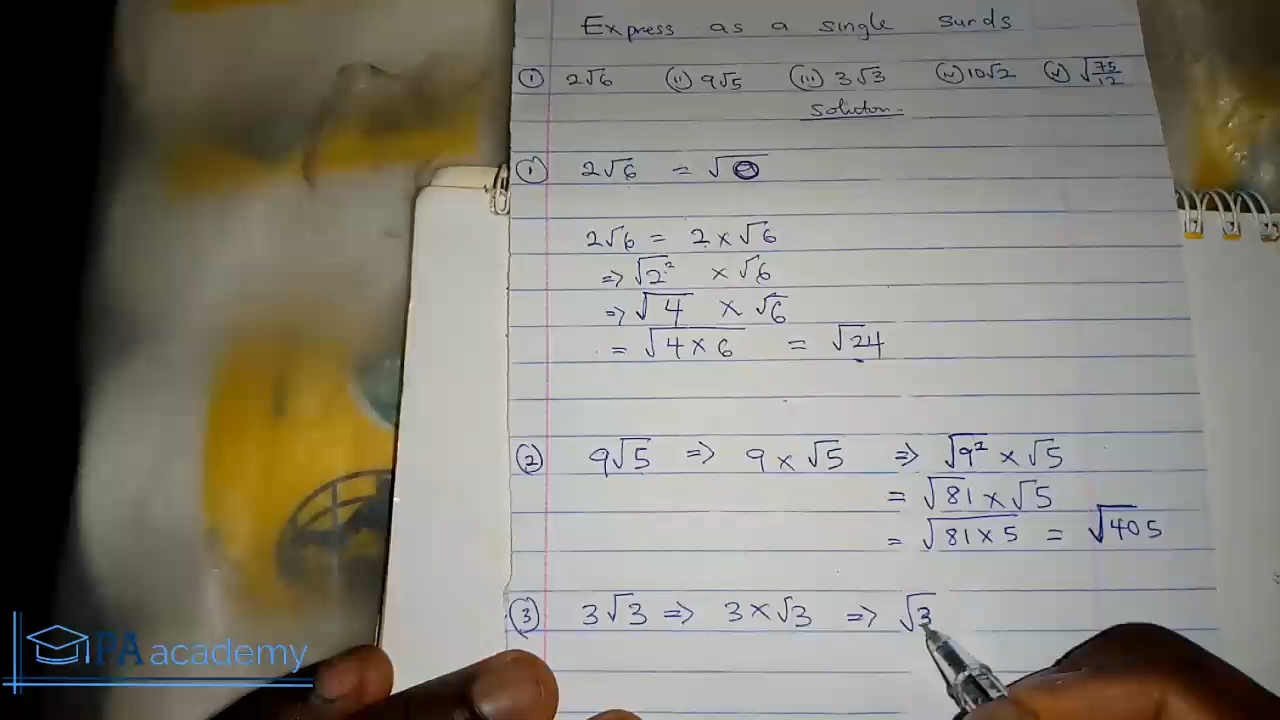 Express as a single surds
(i) 2√6 (ii) 9√5 (iii) 3√3 (iv) 10√2 (v) √75/12
Solution
(1) 2√6 = √
2√6 = 2 × √6
=> √2² × √6
=> √4 × √6
= √4×6 = √24
(2) 9√5 => 9 × √5 => √9² × √5
= √81 × √5
= √81×5 = √405
(3) 3√3 => 3×√3 => √3
PA academy